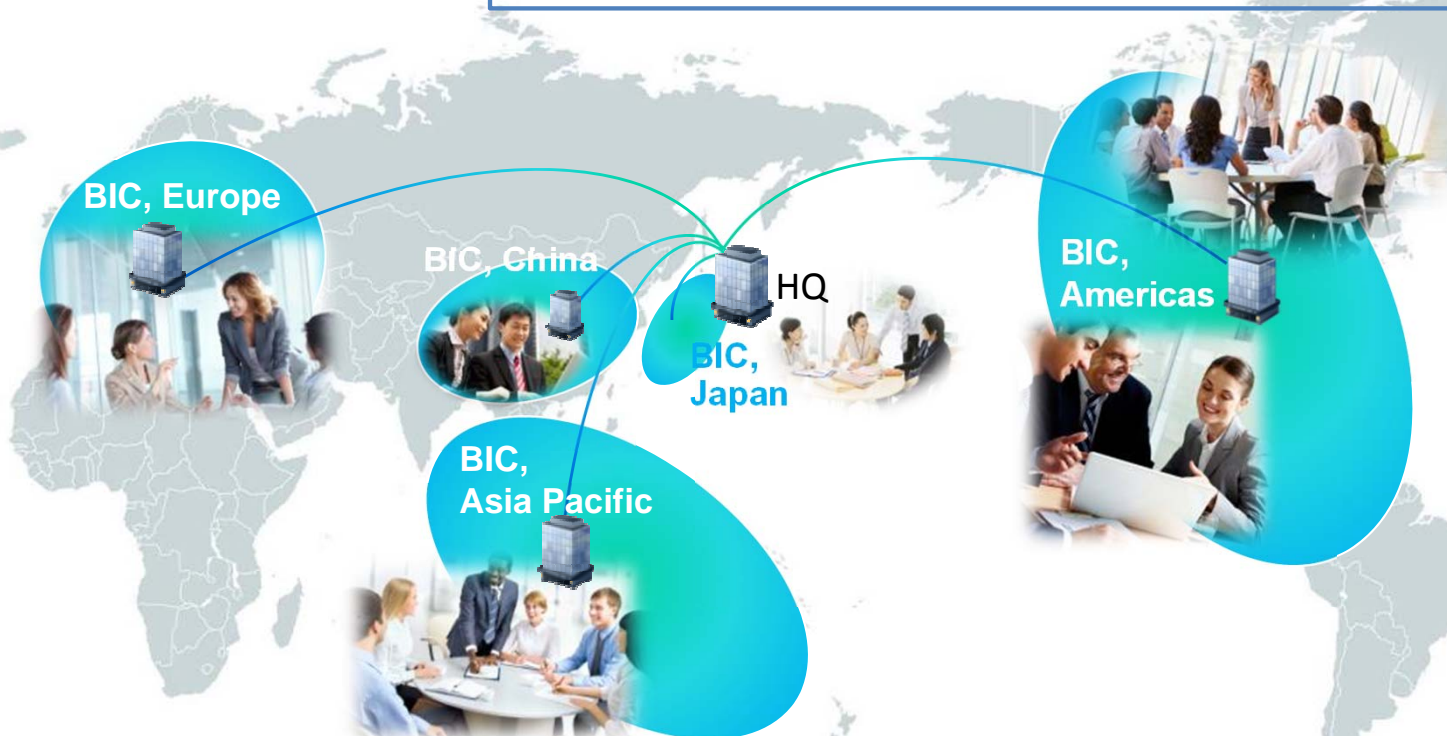 BIC, Europe
BIC, China
HQ
BIC,
Japan
BIC,
Americas
BIC,
Asia Pacific